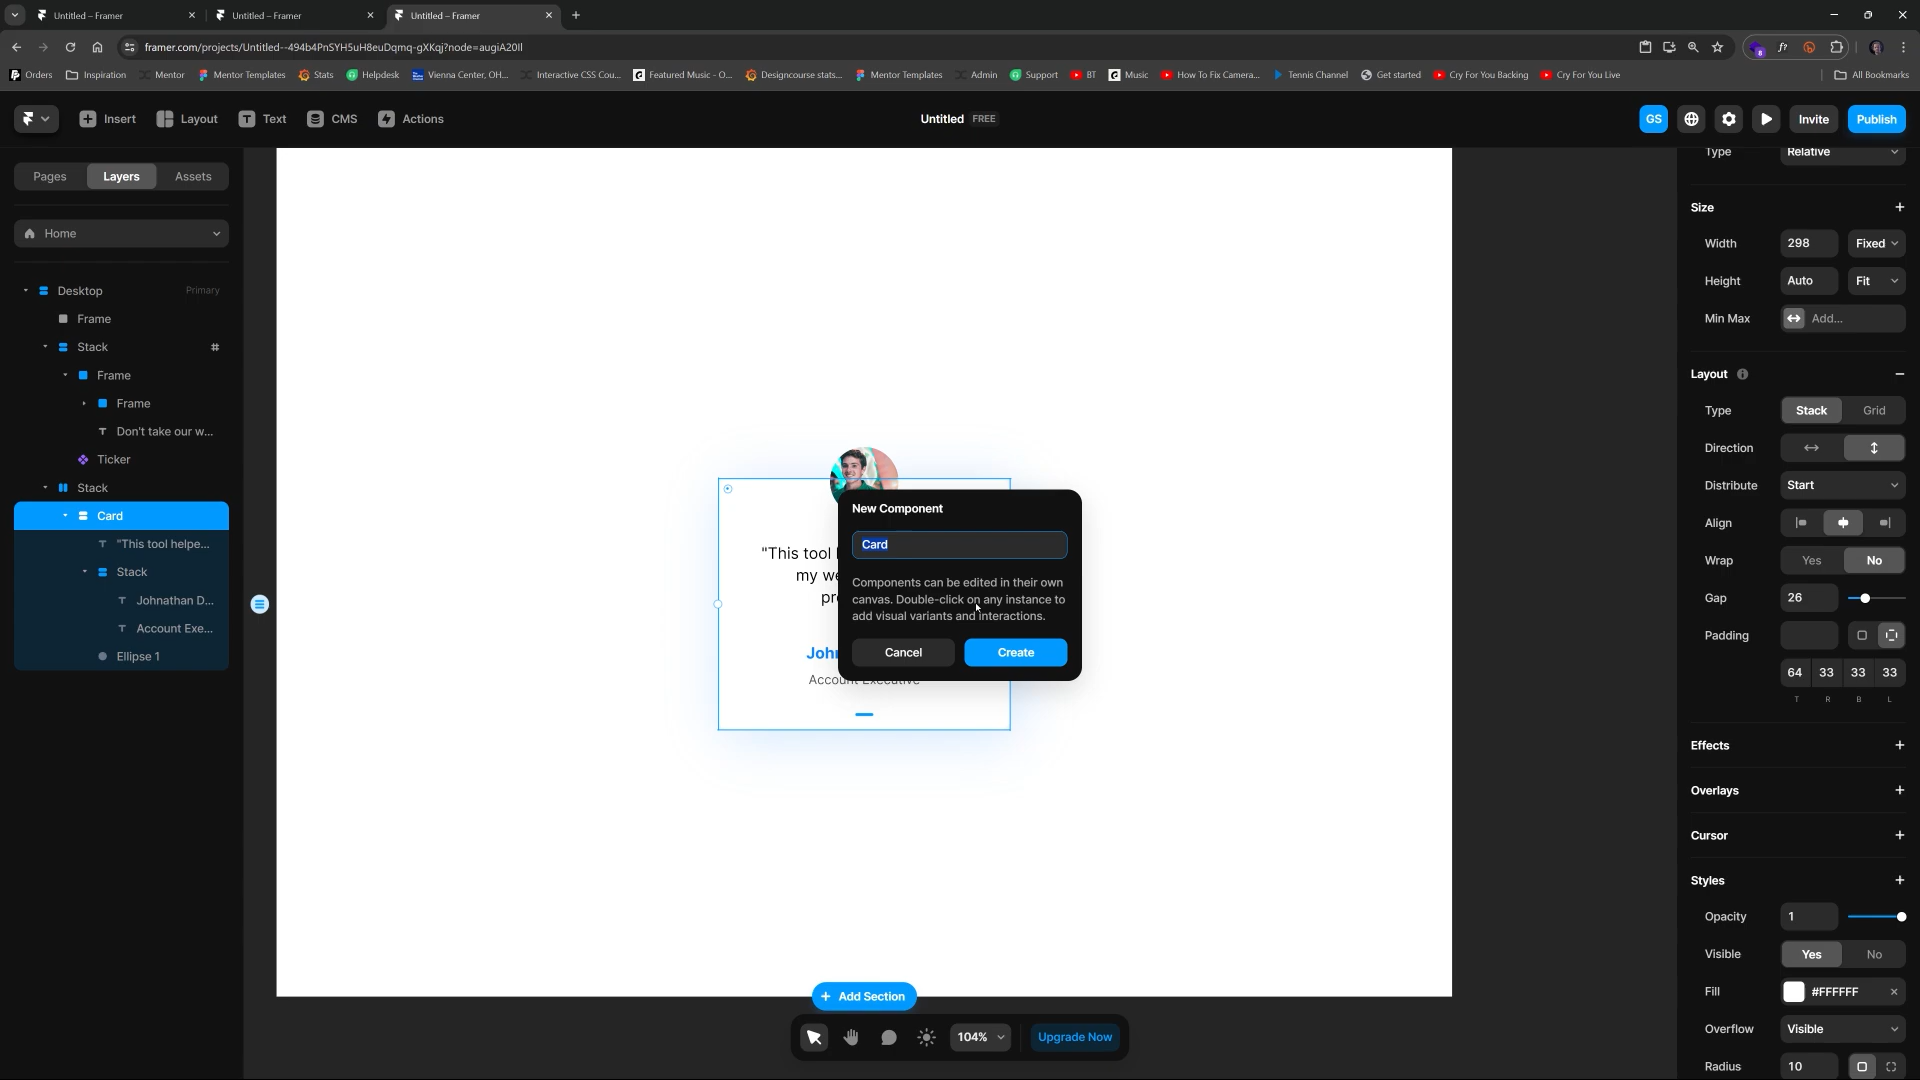 Untitled – Framer
Untitled – Framer
Untitled – Framer
framer.com/projects/Untitled--494b4PnSYH5uH8euDqmq-gXKqj?node=augiA20Il
Orders
Inspiration
Mentor
Mentor Templates
Stats
Helpdesk
Vienna Center, OH...
Interactive CSS Cou...
Featured Music - O...
Designcourse stats...
Mentor Templates
Admin
Support
BT
Music
How To Fix Camera...
Tennis Channel
Get started
Cry For You Backing
Cry For You Live
All Bookmarks
Insert
Layout
Text
CMS
Actions
Untitled FREE
GS
Invite
Publish
Pages
Layers
Assets
Home
Desktop Primary
Frame
Stack
Frame
Frame
Don't take our w...
Ticker
Stack
Card
"This tool helpe...
Stack
Johnathan D...
Account Exe...
Ellipse 1
"This tool
my we
pr
John
Account Executive
New Component
Card
Components can be edited in their own
canvas. Double-click on any instance to
add visual variants and interactions.
Cancel
Create
Add Section
104%
Upgrade Now
Type Relative
Size
Width 298 Fixed
Height Auto Fit
Min Max Add...
Layout
Type Stack Grid
Direction
Distribute Start
Align
Wrap Yes No
Gap 26
Padding
64 33 33 33
T R B L
Effects
Overlays
Cursor
Styles
Opacity 1
Visible Yes No
Fill #FFFFFF
Overflow Visible
Radius 10